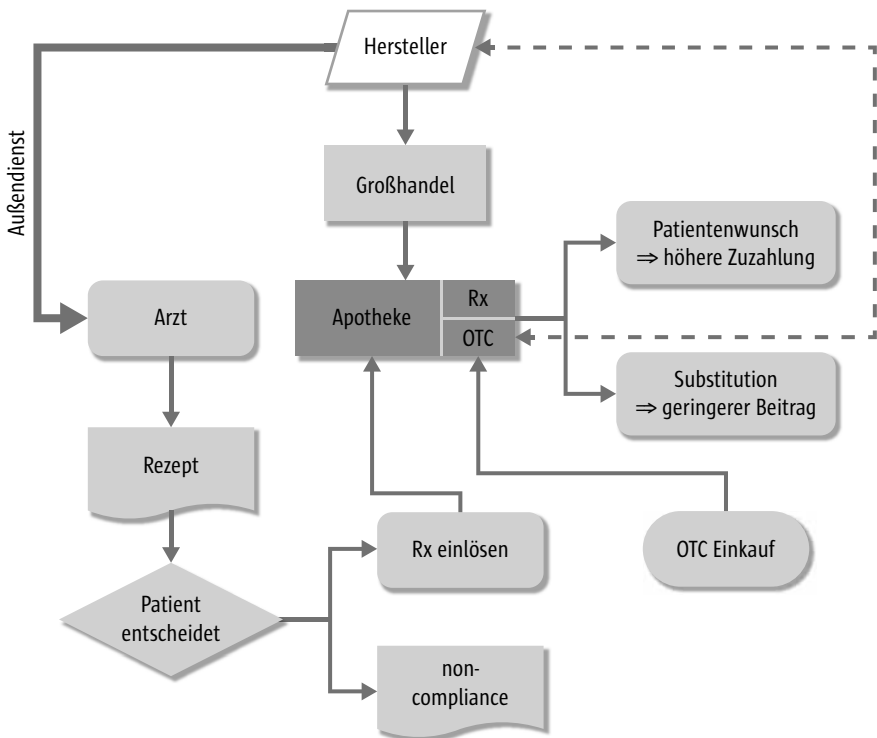 Hersteller
Außendienst
Großhandel
Patientenwunsch
⇒ höhere Zuzahlung
Arzt
Apotheke
Rx
OTC
Substitution
⇒ geringerer Beitrag
Rezept
Rx einlösen
OTC Einkauf
Patient
entscheidet
non-
compliance